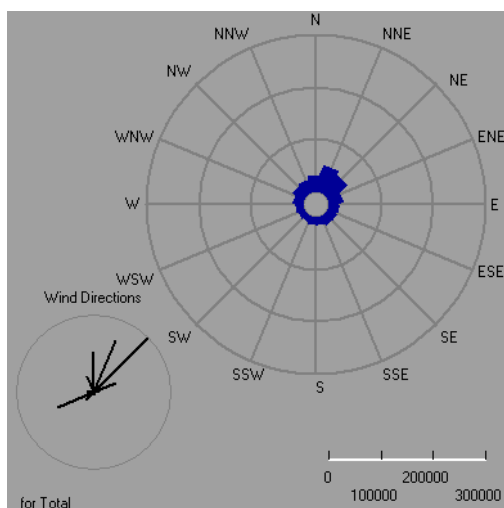 N
NNW
NNE
NW
NE
WNW
ENE
W
E
WSW
ESE
Wind Directions
SW
SE
SSW
SSE
S
0
200000
100000
300000
for Total